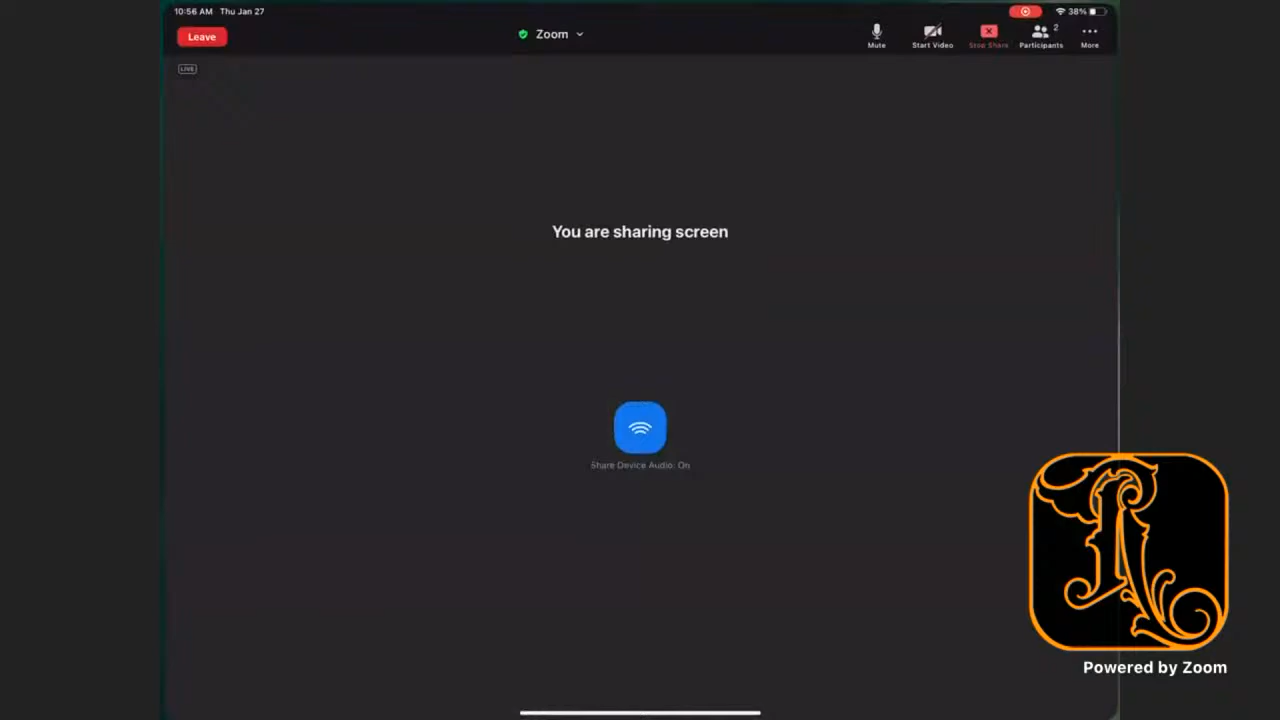 10:56 AM Thu Jan 27
38%
Leave
Zoom
Mute
Start Video
Stop Share
2
Participants
More
LIVE
You are sharing screen
Share Device Audio: On
Powered by Zoom